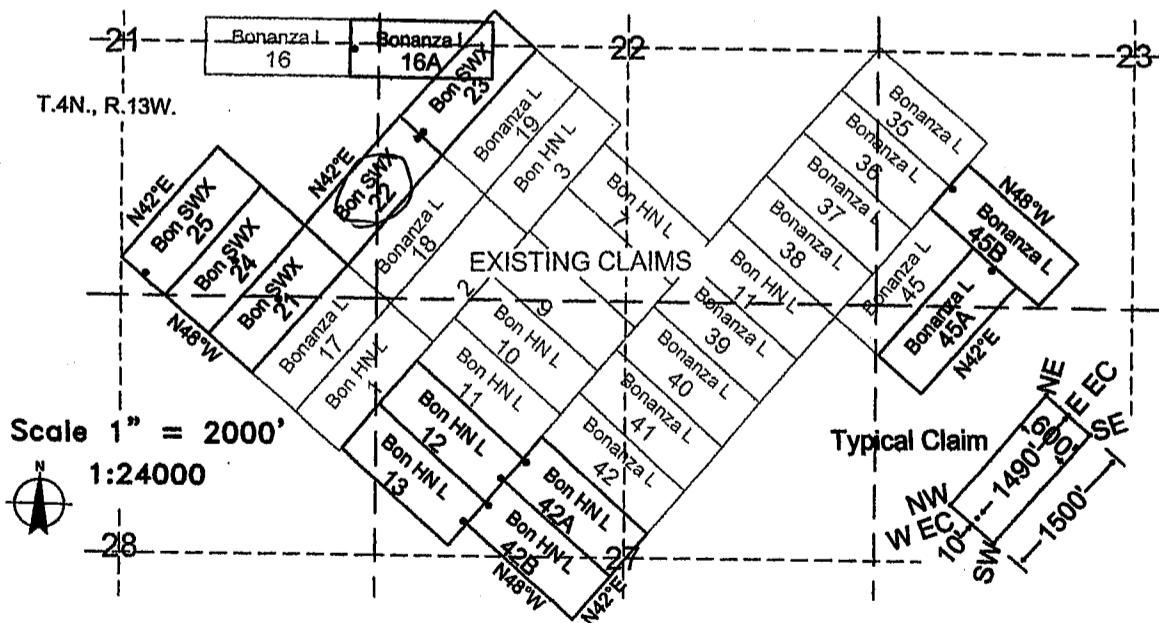 21
22
23
Bonanza L
16
Bonanza L
16A
T.4N., R.13W.
Bon SWX
23
Bonanza L
19
Bon HN L
3
N42°E
Bon SWX
22
Bonanza L
18
N42°E
Bon SWX
25
Bon SWX
24
Bon SWX
21
N48°W
Bonanza L
17
Bon HN L
1
EXISTING CLAIMS
2
9
Bon HN L
Bon HN L
10
Bon HN L
11
Bon HN L
12
Bon HN L
13
Bonanza L
35
Bonanza L
36
Bonanza L
37
Bonanza L
38
Bon HN L
11
Bonanza L
39
Bonanza L
40
Bonanza L
41
Bonanza L
42
Bonanza L
45
N48°W
Bonanza L
45B
Bonanza L
45A
N42°E
Bon HN L
42A
Bon HN L
42B
N48°W
N42°E
28
27
Scale 1" = 2000'
N
1:24000
Typical Claim
NE
E EC
SE
600'
1490'
1500'
NW
W EC
10'
SW